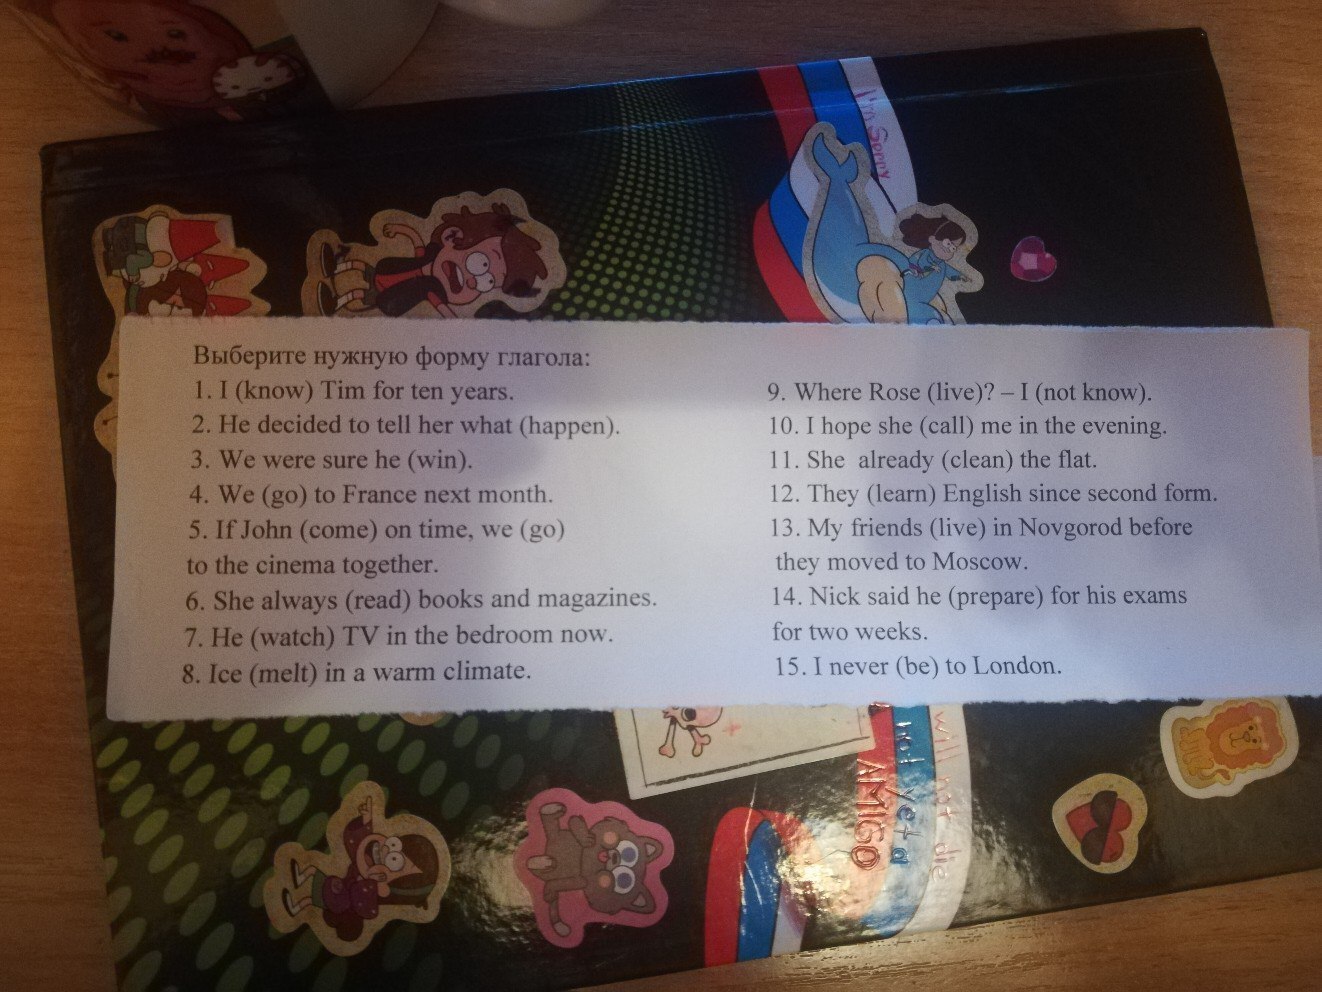 I'm Sorry
Выберите нужную форму глагола:
1. I (know) Tim for ten years.
2. He decided to tell her what (happen).
3. We were sure he (win).
4. We (go) to France next month.
5. If John (come) on time, we (go)
to the cinema together.
6. She always (read) books and magazines.
7. He (watch) TV in the bedroom now.
8. Ice (melt) in a warm climate.
9. Where Rose (live)? – I (not know).
10. I hope she (call) me in the evening.
11. She already (clean) the flat.
12. They (learn) English since second form.
13. My friends (live) in Novgorod before
they moved to Moscow.
14. Nick said he (prepare) for his exams
for two weeks.
15. I never (be) to London.
will not die
yeta
AMIGO